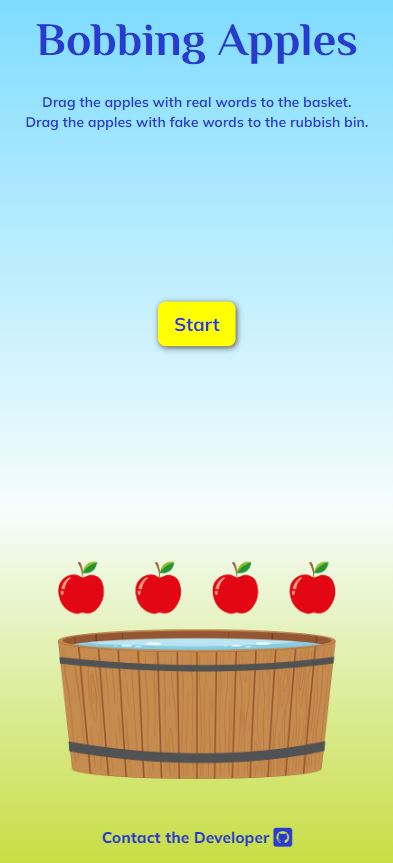 Bobbing Apples
Drag the apples with real words to the basket.
Drag the apples with fake words to the rubbish bin.
Start
Contact the Developer